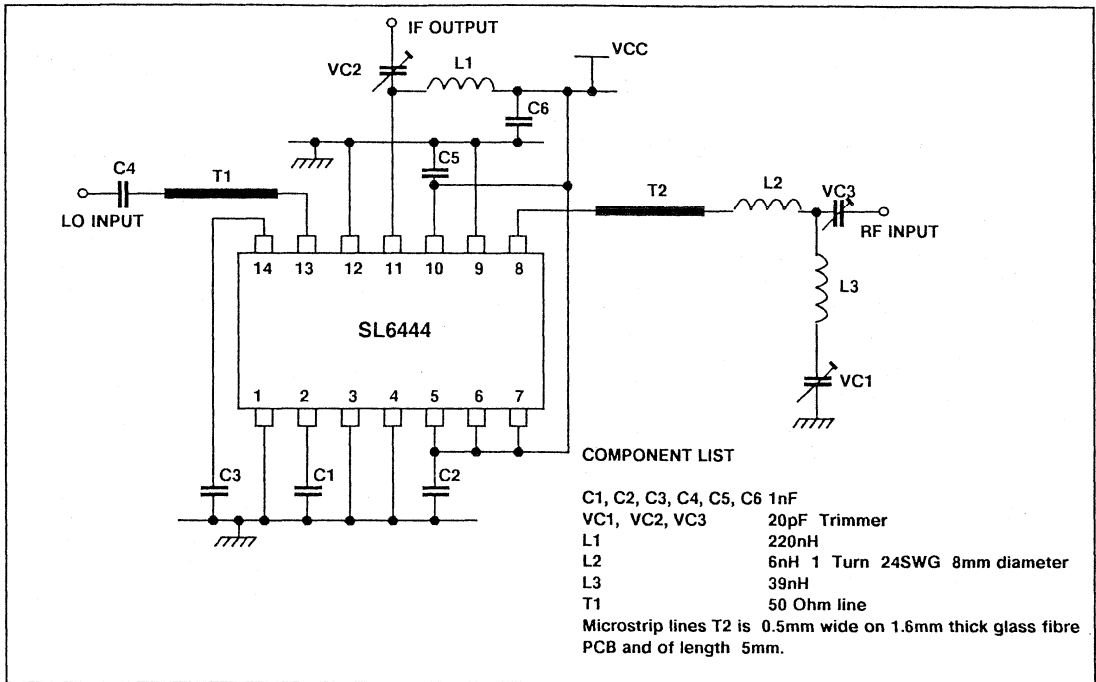 IF OUTPUT
VCC
VC2
L1
C6
C5
C4
T1
T2
L2
VC3
LO INPUT
RF INPUT
14 13 12 11 10 9 8
L3
SL6444
VC1
1 2 3 4 5 6 7
C3
C1
C2
COMPONENT LIST
C1, C2, C3, C4, C5, C6 1nF
VC1, VC2, VC3 20pF Trimmer
L1 220nH
L2 6nH 1 Turn 24SWG 8mm diameter
L3 39nH
T1 50 Ohm line
Microstrip lines T2 is 0.5mm wide on 1.6mm thick glass fibre
PCB and of length 5mm.